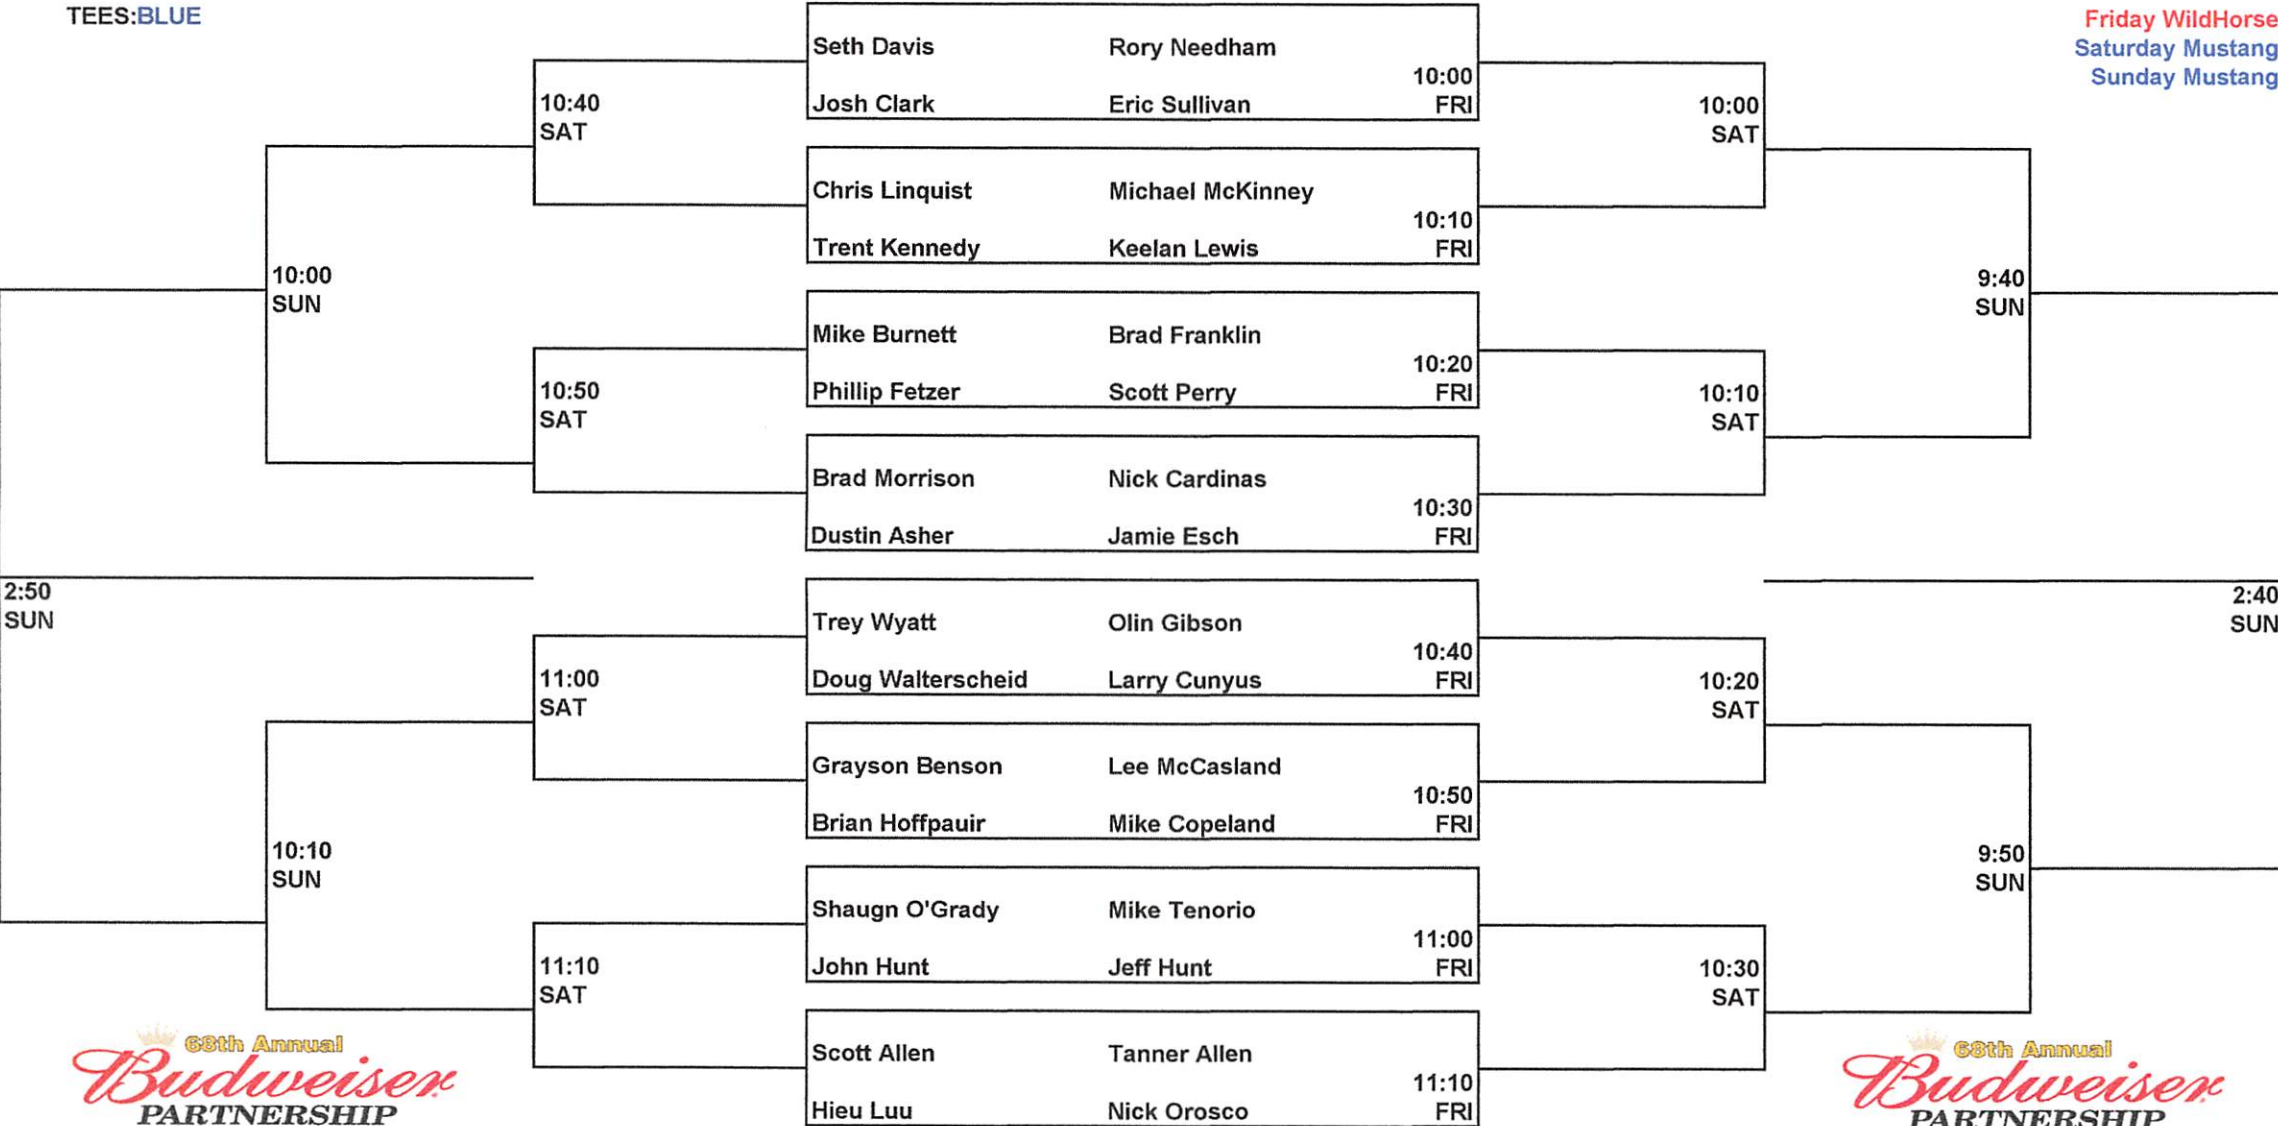 TEES:BLUE
Friday WildHorse
Saturday Mustang
Sunday Mustang
Seth Davis Rory Needham
10:00
Josh Clark Eric Sullivan FRI
10:40
SAT
10:00
SAT
Chris Linquist Michael McKinney
10:10
Trent Kennedy Keelan Lewis FRI
10:00
SUN
9:40
SUN
Mike Burnett Brad Franklin
10:20
Phillip Fetzer Scott Perry FRI
10:50
SAT
10:10
SAT
Brad Morrison Nick Cardinas
10:30
Dustin Asher Jamie Esch FRI
2:50
SUN
2:40
SUN
Trey Wyatt Olin Gibson
10:40
Doug Walterscheid Larry Cunyus FRI
11:00
SAT
10:20
SAT
Grayson Benson Lee McCasland
10:50
Brian Hoffpauir Mike Copeland FRI
10:10
SUN
9:50
SUN
Shaugn O'Grady Mike Tenorio
11:00
John Hunt Jeff Hunt FRI
11:10
SAT
10:30
SAT
Scott Allen Tanner Allen
11:10
Hieu Luu Nick Orosco FRI
68th Annual
Budweiser
PARTNERSHIP
68th Annual
Budweiser
PARTNERSHIP